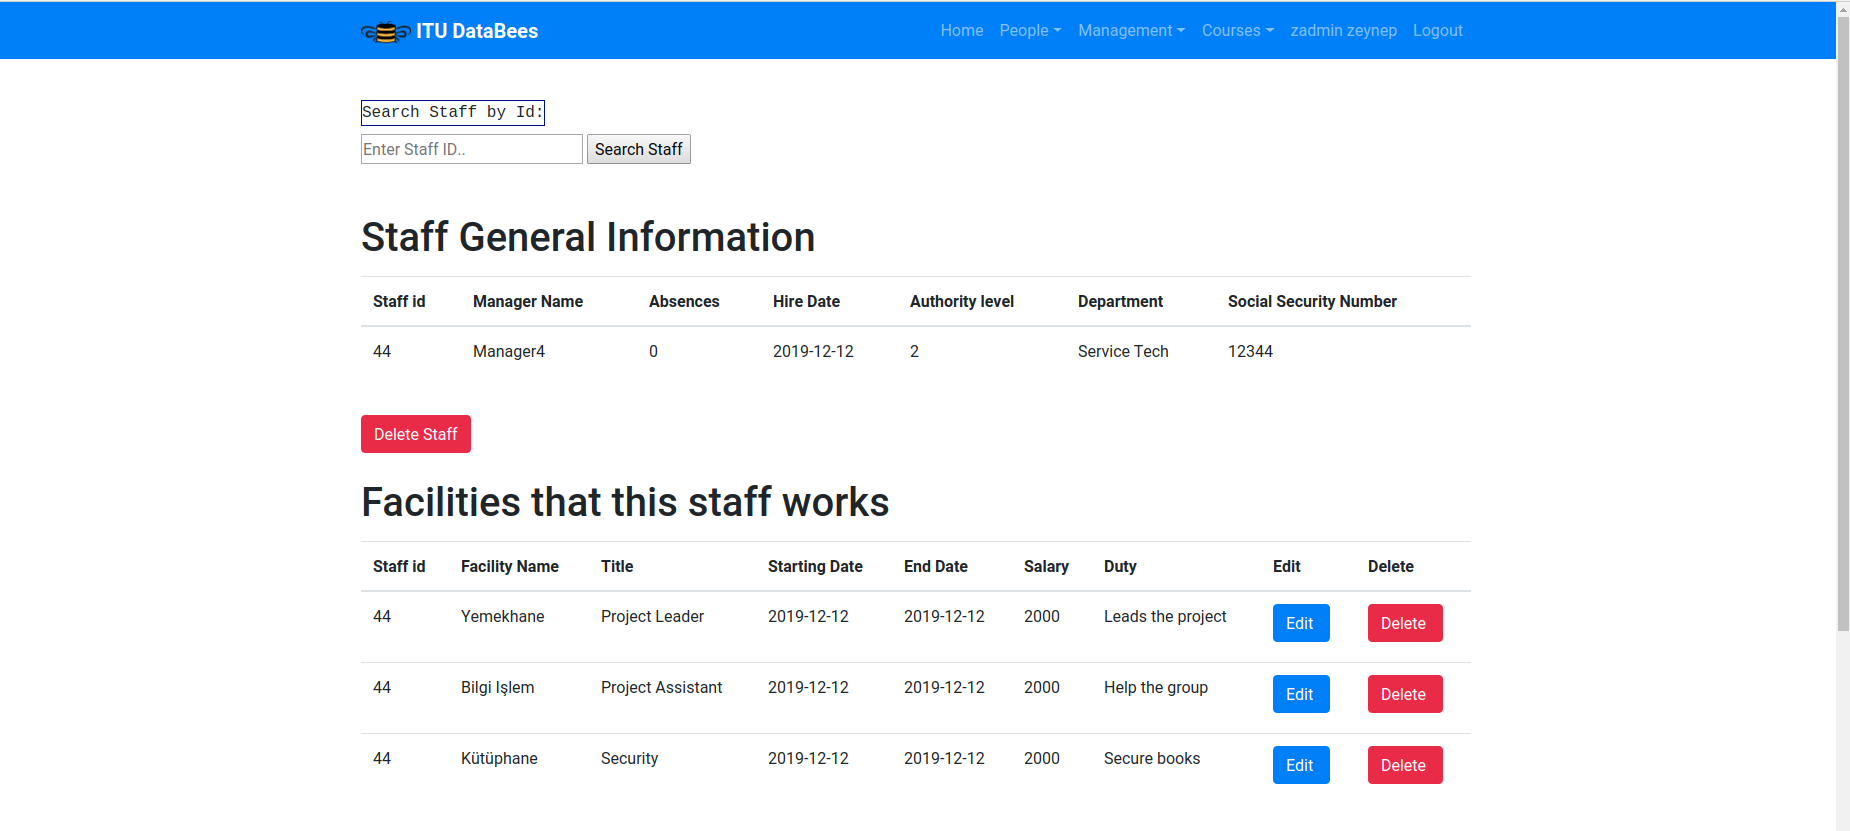 ITU DataBees Home People Management Courses zadmin zeynep Logout
Search Staff by Id:
Enter Staff ID.. Search Staff
Staff General Information
Staff id Manager Name Absences Hire Date Authority level Department Social Security Number
44 Manager4 0 2019-12-12 2 Service Tech 12344
Delete Staff
Facilities that this staff works
Staff id Facility Name Title Starting Date End Date Salary Duty Edit Delete
44 Yemekhane Project Leader 2019-12-12 2019-12-12 2000 Leads the project Edit Delete
44 Bilgi Işlem Project Assistant 2019-12-12 2019-12-12 2000 Help the group Edit Delete
44 Kütüphane Security 2019-12-12 2019-12-12 2000 Secure books Edit Delete